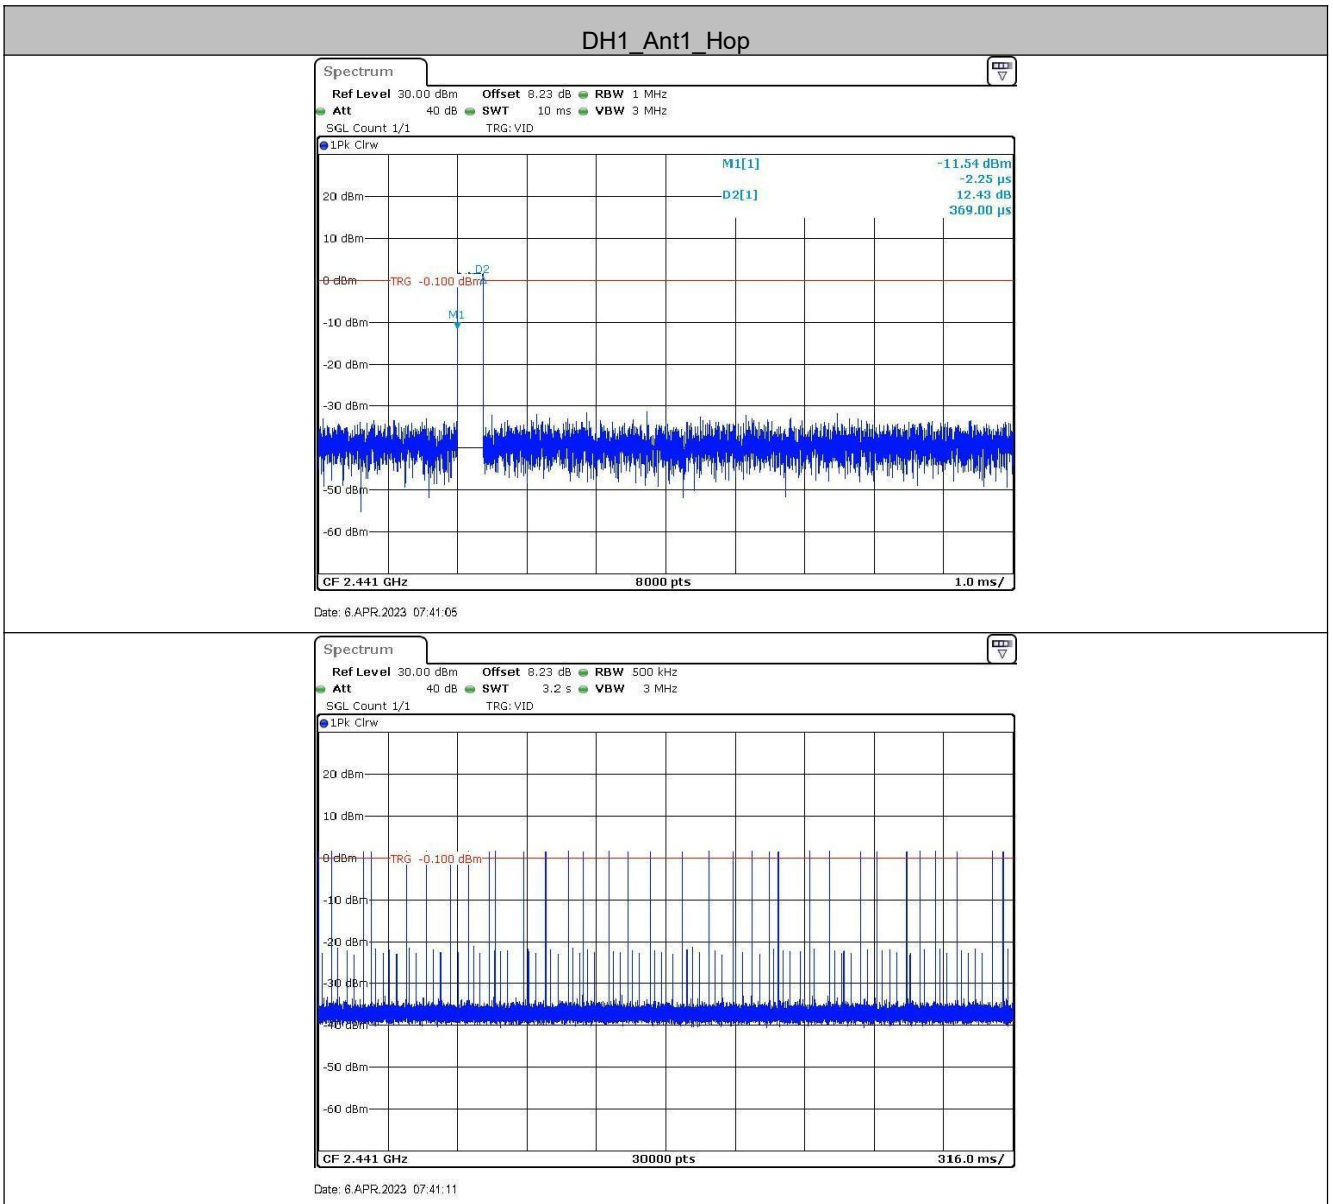 DH1_Ant1_Hop
Spectrum
Ref Level 30.00 dBm Offset 8.23 dB RBW 1 MHz
Att 40 dB SWT 10 ms VBW 3 MHz
SGL Count 1/1 TRG: VID
1Pk Clrw
M1[1] -11.54 dBm
-2.25 µs
20 dBm D2[1] 12.43 dB
369.00 µs
10 dBm
D2
0 dBm TRG -0.100 dBm
M1
-10 dBm
-20 dBm
-30 dBm
-50 dBm
-60 dBm
CF 2.441 GHz 8000 pts 1.0 ms/
Date: 6.APR.2023 07:41:05
Spectrum
Ref Level 30.00 dBm Offset 8.23 dB RBW 500 kHz
Att 40 dB SWT 3.2 s VBW 3 MHz
SGL Count 1/1 TRG: VID
1Pk Clrw
20 dBm
10 dBm
0 dBm TRG -0.100 dBm
-10 dBm
-20 dBm
-30 dBm
-40 dBm
-50 dBm
-60 dBm
CF 2.441 GHz 30000 pts 316.0 ms/
Date: 6.APR.2023 07:41:11